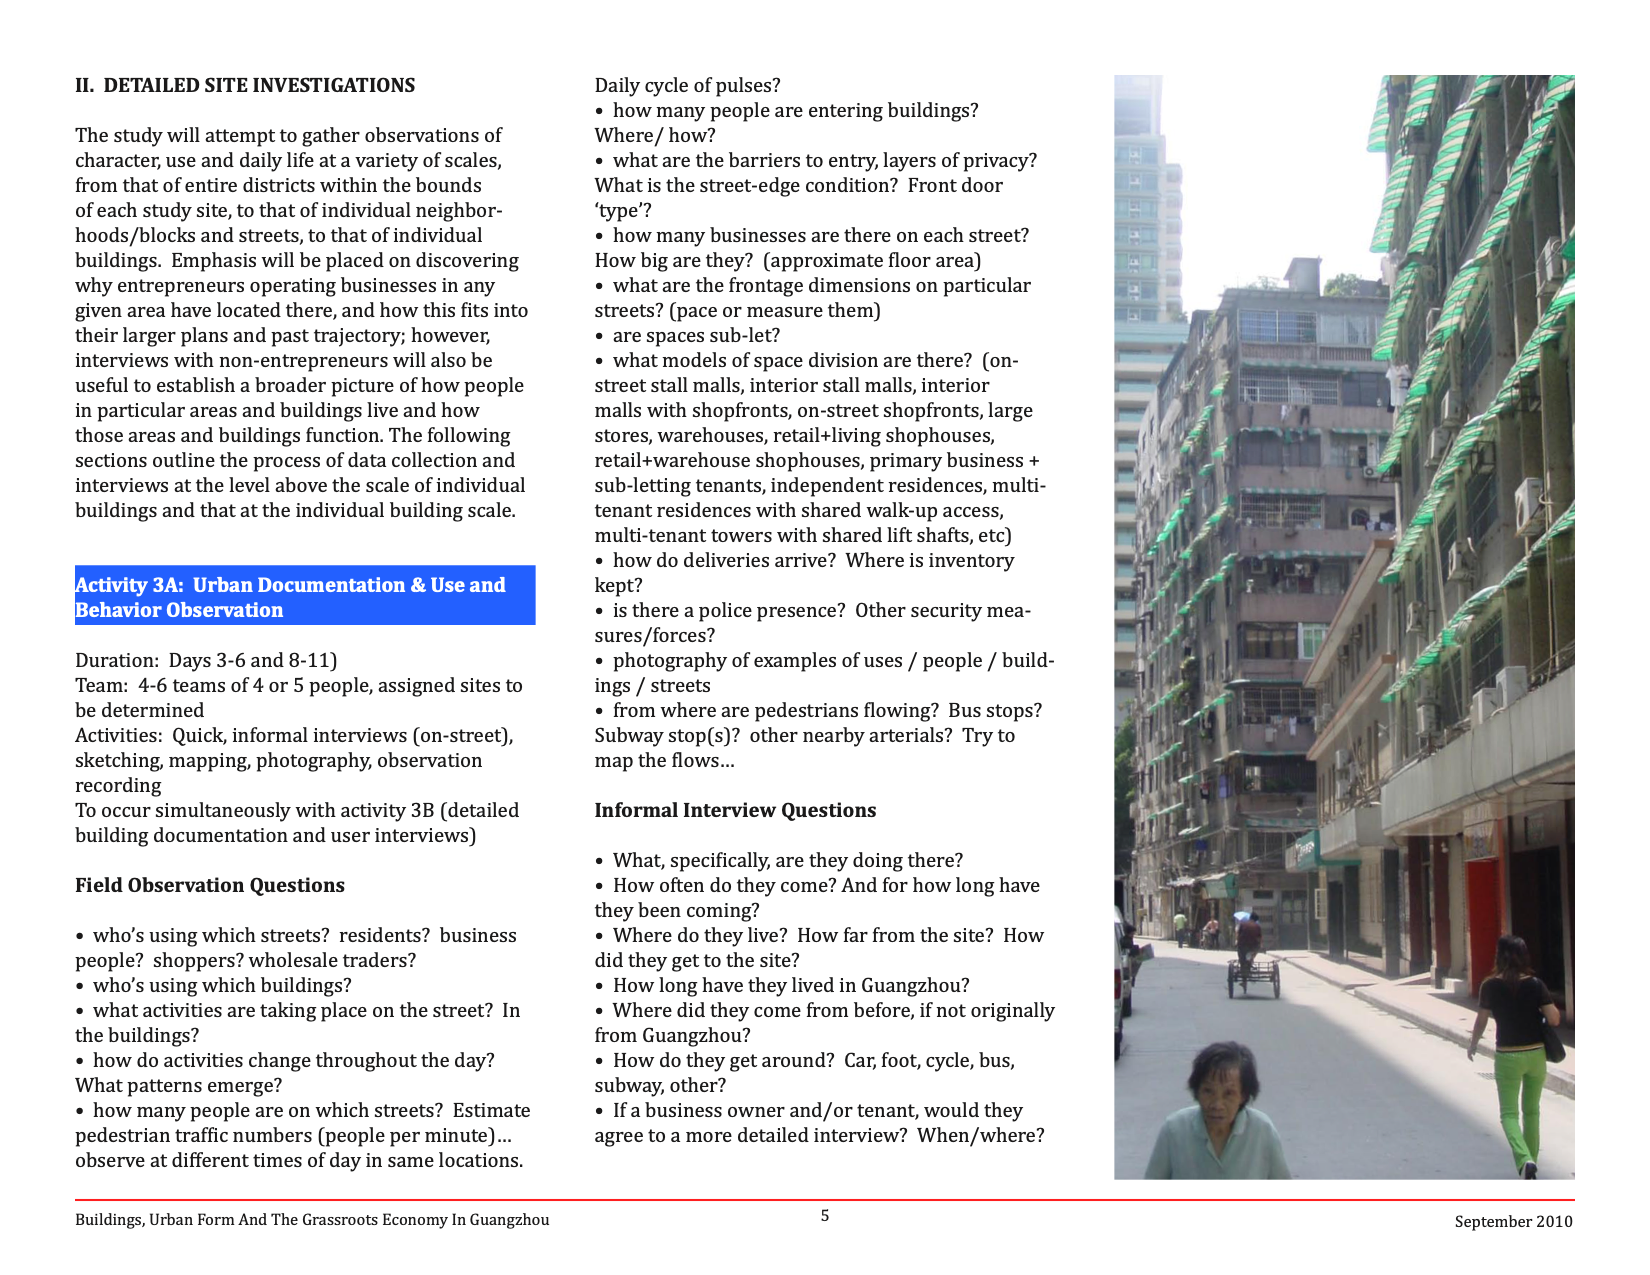 II.  DETAILED SITE INVESTIGATIONS
The study will attempt to gather observations of
character, use and daily life at a variety of scales,
from that of entire districts within the bounds
of each study site, to that of individual neighbor-
hoods/blocks and streets, to that of individual
buildings.  Emphasis will be placed on discovering
why entrepreneurs operating businesses in any
given area have located there, and how this fits into
their larger plans and past trajectory; however,
interviews with non-entrepreneurs will also be
useful to establish a broader picture of how people
in particular areas and buildings live and how
those areas and buildings function. The following
sections outline the process of data collection and
interviews at the level above the scale of individual
buildings and that at the individual building scale.
Activity 3A:  Urban Documentation & Use and
Behavior Observation
Duration:  Days 3-6 and 8-11)
Team:  4-6 teams of 4 or 5 people, assigned sites to
be determined
Activities:  Quick, informal interviews (on-street),
sketching, mapping, photography, observation
recording
To occur simultaneously with activity 3B (detailed
building documentation and user interviews)
Field Observation Questions
•  who's using which streets?  residents?  business
people?  shoppers? wholesale traders?
•  who's using which buildings?
•  what activities are taking place on the street?  In
the buildings?
•  how do activities change throughout the day?
What patterns emerge?
•  how many people are on which streets?  Estimate
pedestrian traffic numbers (people per minute)…
observe at different times of day in same locations.
Daily cycle of pulses?
•  how many people are entering buildings?
Where/ how?
•  what are the barriers to entry, layers of privacy?
What is the street-edge condition?  Front door
‘type’?
•  how many businesses are there on each street?
How big are they?  (approximate floor area)
•  what are the frontage dimensions on particular
streets? (pace or measure them)
•  are spaces sub-let?
•  what models of space division are there?  (on-
street stall malls, interior stall malls, interior
malls with shopfronts, on-street shopfronts, large
stores, warehouses, retail+living shophouses,
retail+warehouse shophouses, primary business +
sub-letting tenants, independent residences, multi-
tenant residences with shared walk-up access,
multi-tenant towers with shared lift shafts, etc)
•  how do deliveries arrive?  Where is inventory
kept?
•  is there a police presence?  Other security mea-
sures/forces?
•  photography of examples of uses / people / build-
ings / streets
•  from where are pedestrians flowing?  Bus stops?
Subway stop(s)?  other nearby arterials?  Try to
map the flows…
Informal Interview Questions
•  What, specifically, are they doing there?
•  How often do they come? And for how long have
they been coming?
•  Where do they live?  How far from the site?  How
did they get to the site?
•  How long have they lived in Guangzhou?
•  Where did they come from before, if not originally
from Guangzhou?
•  How do they get around?  Car, foot, cycle, bus,
subway, other?
•  If a business owner and/or tenant, would they
agree to a more detailed interview?  When/where?
Buildings, Urban Form And The Grassroots Economy In Guangzhou
5
September 2010